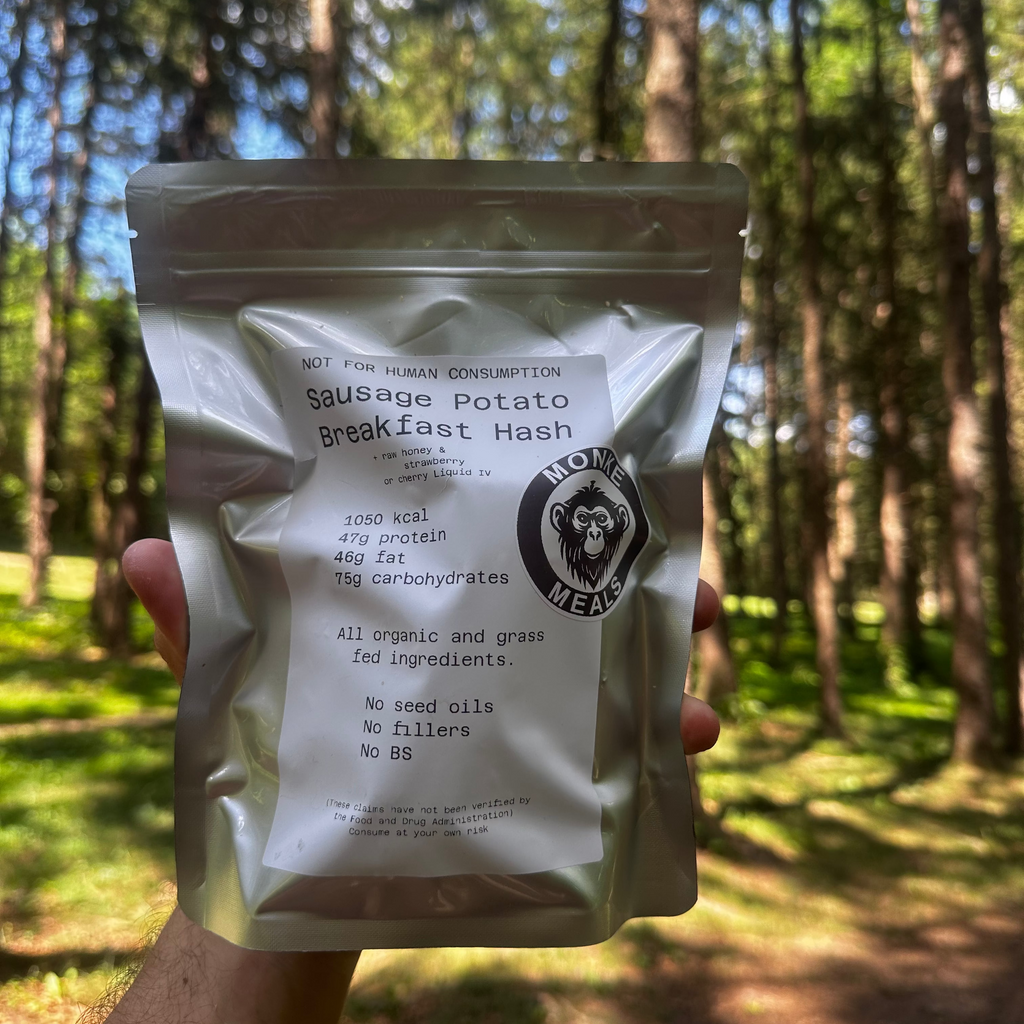 NOT FOR HUMAN CONSUMPTION
Sausage Potato
Breakfast Hash
+ raw honey &
strawberry
or cherry Liquid IV
MONKE
MEALS
1050 kcal
47g protein
46g fat
75g carbohydrates
All organic and grass
fed ingredients.
No seed oils
No fillers
No BS
(These claims have not been verified by
the Food and Drug Administration)
Consume at your own risk